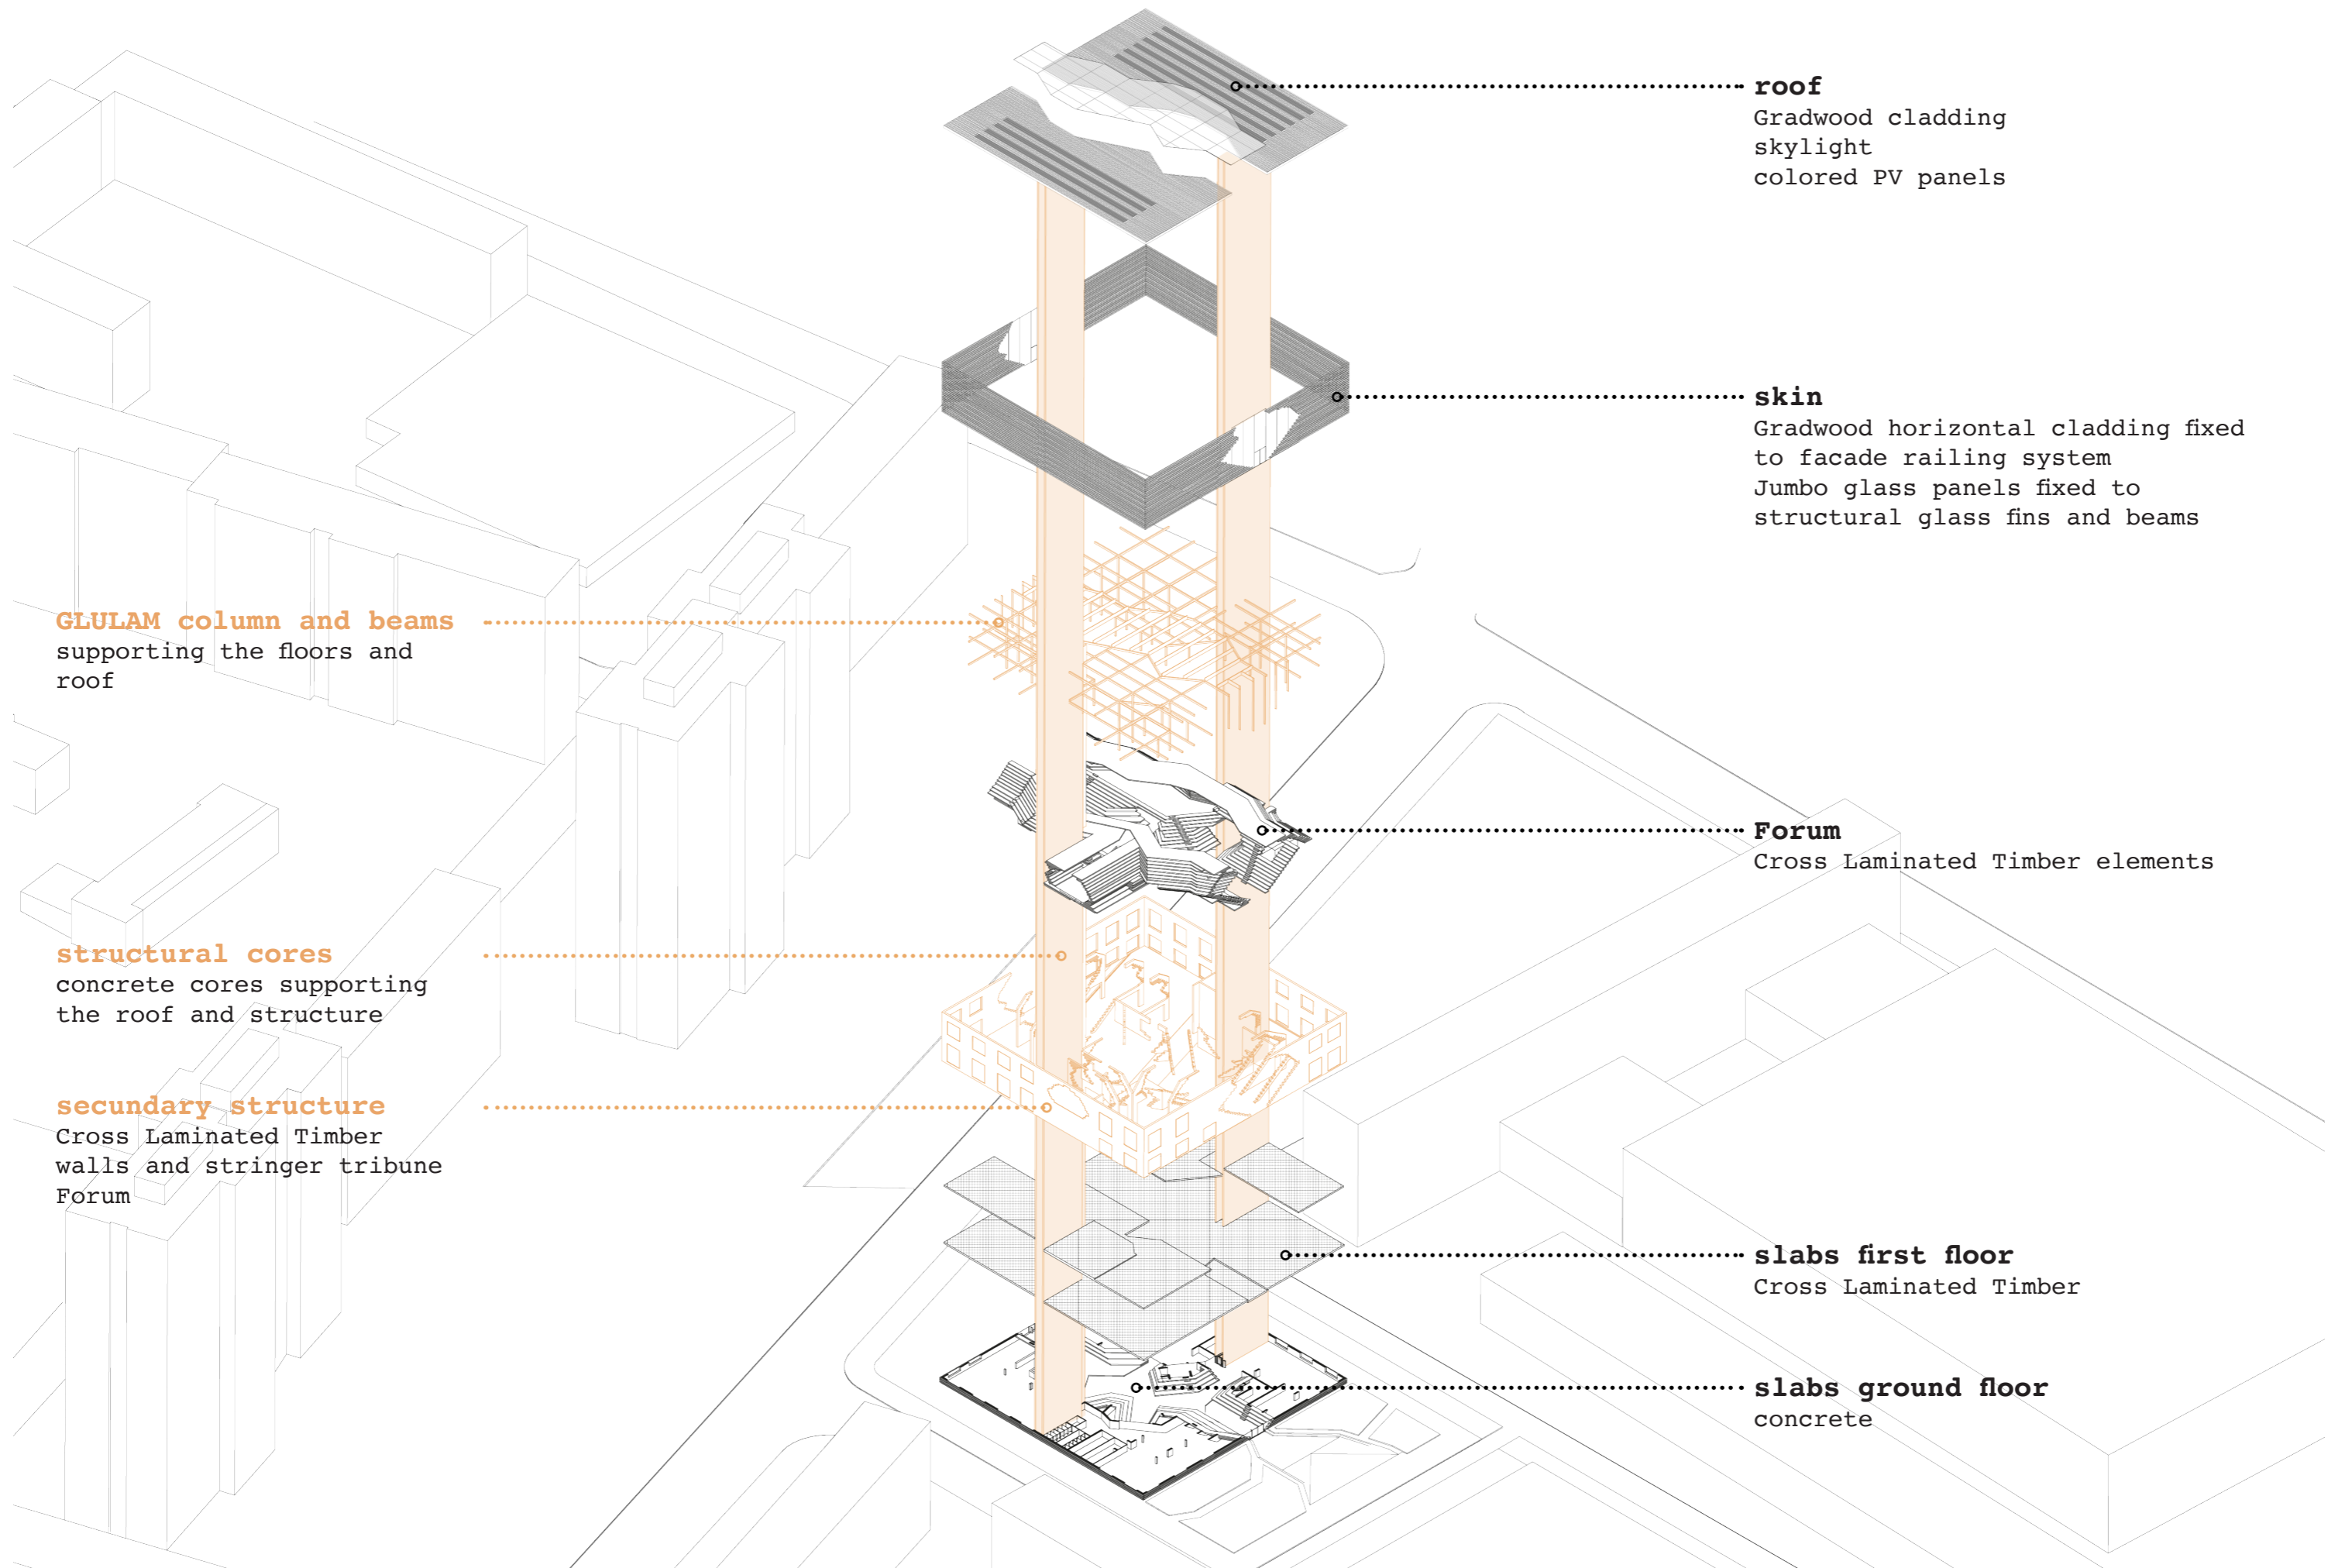 roof
Gradwood cladding
skylight
colored PV panels
skin
Gradwood horizontal cladding fixed
to facade railing system
Jumbo glass panels fixed to
structural glass fins and beams
GLULAM column and beams
supporting the floors and
roof
Forum
Cross Laminated Timber elements
structural cores
concrete cores supporting
the roof and structure
secundary structure
Cross Laminated Timber
walls and stringer tribune
Forum
slabs first floor
Cross Laminated Timber
slabs ground floor
concrete